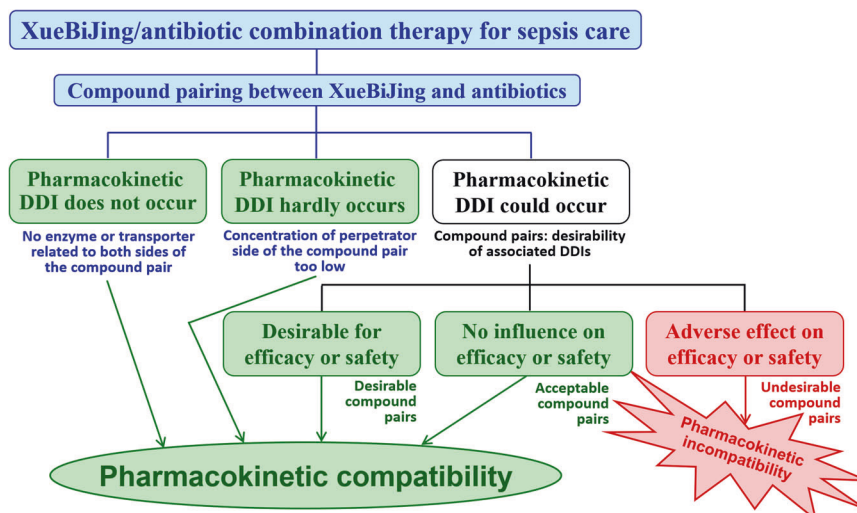 XueBiJing/antibiotic combination therapy for sepsis care
Compound pairing between XueBiJing and antibiotics
Pharmacokinetic
DDI does not occur
Pharmacokinetic
DDI hardly occurs
Pharmacokinetic
DDI could occur
No enzyme or transporter
related to both sides of
the compound pair
Concentration of perpetrator
side of the compound pair
too low
Compound pairs: desirability
of associated DDIs
Desirable for
efficacy or safety
No influence on
efficacy or safety
Adverse effect on
efficacy or safety
Desirable
compound
pairs
Acceptable
compound
pairs
Undesirable
compound
pairs
Pharmacokinetic
incompatibility
Pharmacokinetic compatibility